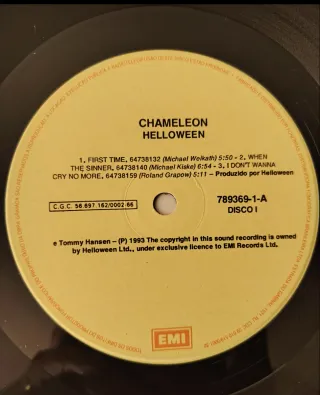 CHAMELEON
HELLOWEEN
1. FIRST TIME, 64738132 (Michael Weikath) 5:50 - 2. WHEN
THE SINNER, 64738140 (Michael Kiske) 6:54 - 3. I DON'T WANNA
CRY NO MORE, 64738159 (Roland Grapow) 5:11 – Produzido por Helloween
C.G.C. 56.697.162/0002-66
789369-1-A
DISCO I
e Tommy Hansen – (P) 1993 The copyright in this sound recording is owned
by Helloween Ltd., under exclusive licence to EMI Records Ltd.
EMI